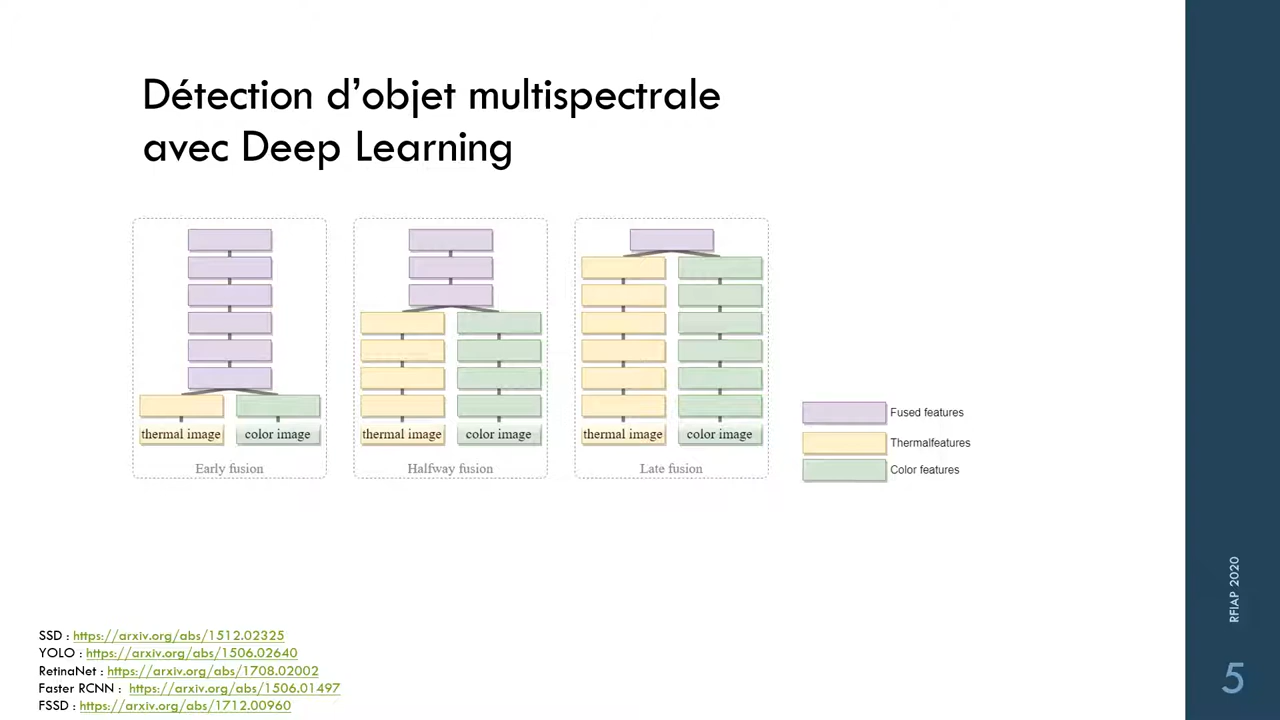 Détection d’objet multispectrale
avec Deep Learning
thermal image
color image
Early fusion
thermal image
color image
Halfway fusion
thermal image
color image
Late fusion
Fused features
Thermalfeatures
Color features
SSD : https://arxiv.org/abs/1512.02325
YOLO : https://arxiv.org/abs/1506.02640
RetinaNet : https://arxiv.org/abs/1708.02002
Faster RCNN : https://arxiv.org/abs/1506.01497
FSSD : https://arxiv.org/abs/1712.00960
RFIAP 2020
5